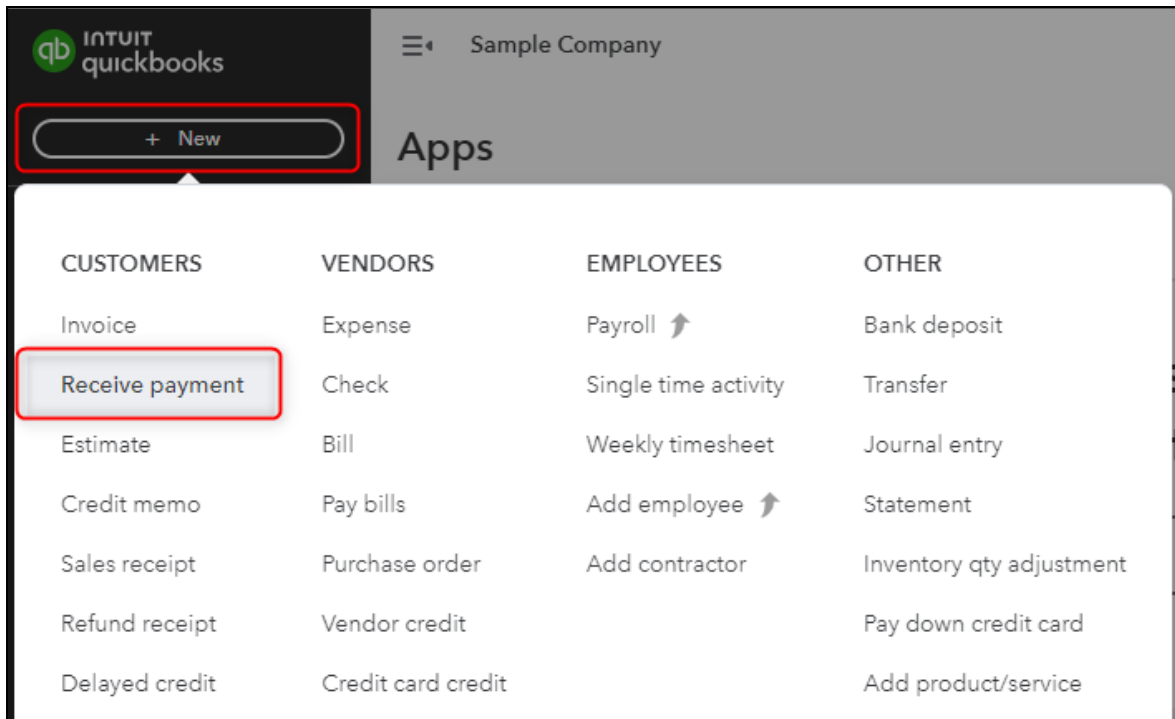 INTUIT
quickbooks
Sample Company
+ New
Apps
CUSTOMERS
Invoice
Receive payment
Estimate
Credit memo
Sales receipt
Refund receipt
Delayed credit
VENDORS
Expense
Check
Bill
Pay bills
Purchase order
Vendor credit
Credit card credit
EMPLOYEES
Payroll
Single time activity
Weekly timesheet
Add employee
Add contractor
OTHER
Bank deposit
Transfer
Journal entry
Statement
Inventory qty adjustment
Pay down credit card
Add product/service